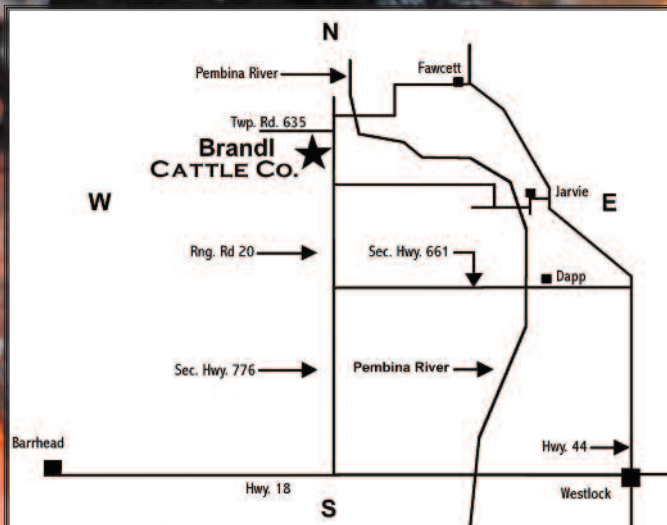 N
Pembina River
Fawcett
Twp. Rd. 635
Brandl
CATTLE CO.
Jarvie
W
E
Rng. Rd 20
Sec. Hwy. 661
Dapp
Sec. Hwy. 776
Pembina River
Barrhead
Hwy. 44
Hwy. 18
Westlock
S